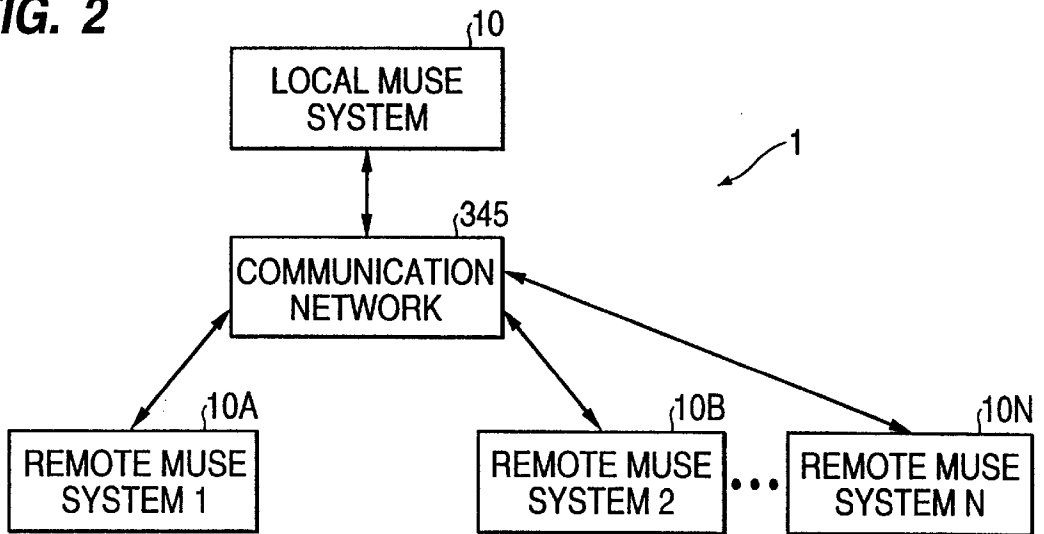 IG. 2
10
LOCAL MUSE
SYSTEM
1
345
COMMUNICATION
NETWORK
10A
REMOTE MUSE
SYSTEM 1
10B
REMOTE MUSE
SYSTEM 2
10N
REMOTE MUSE
SYSTEM N